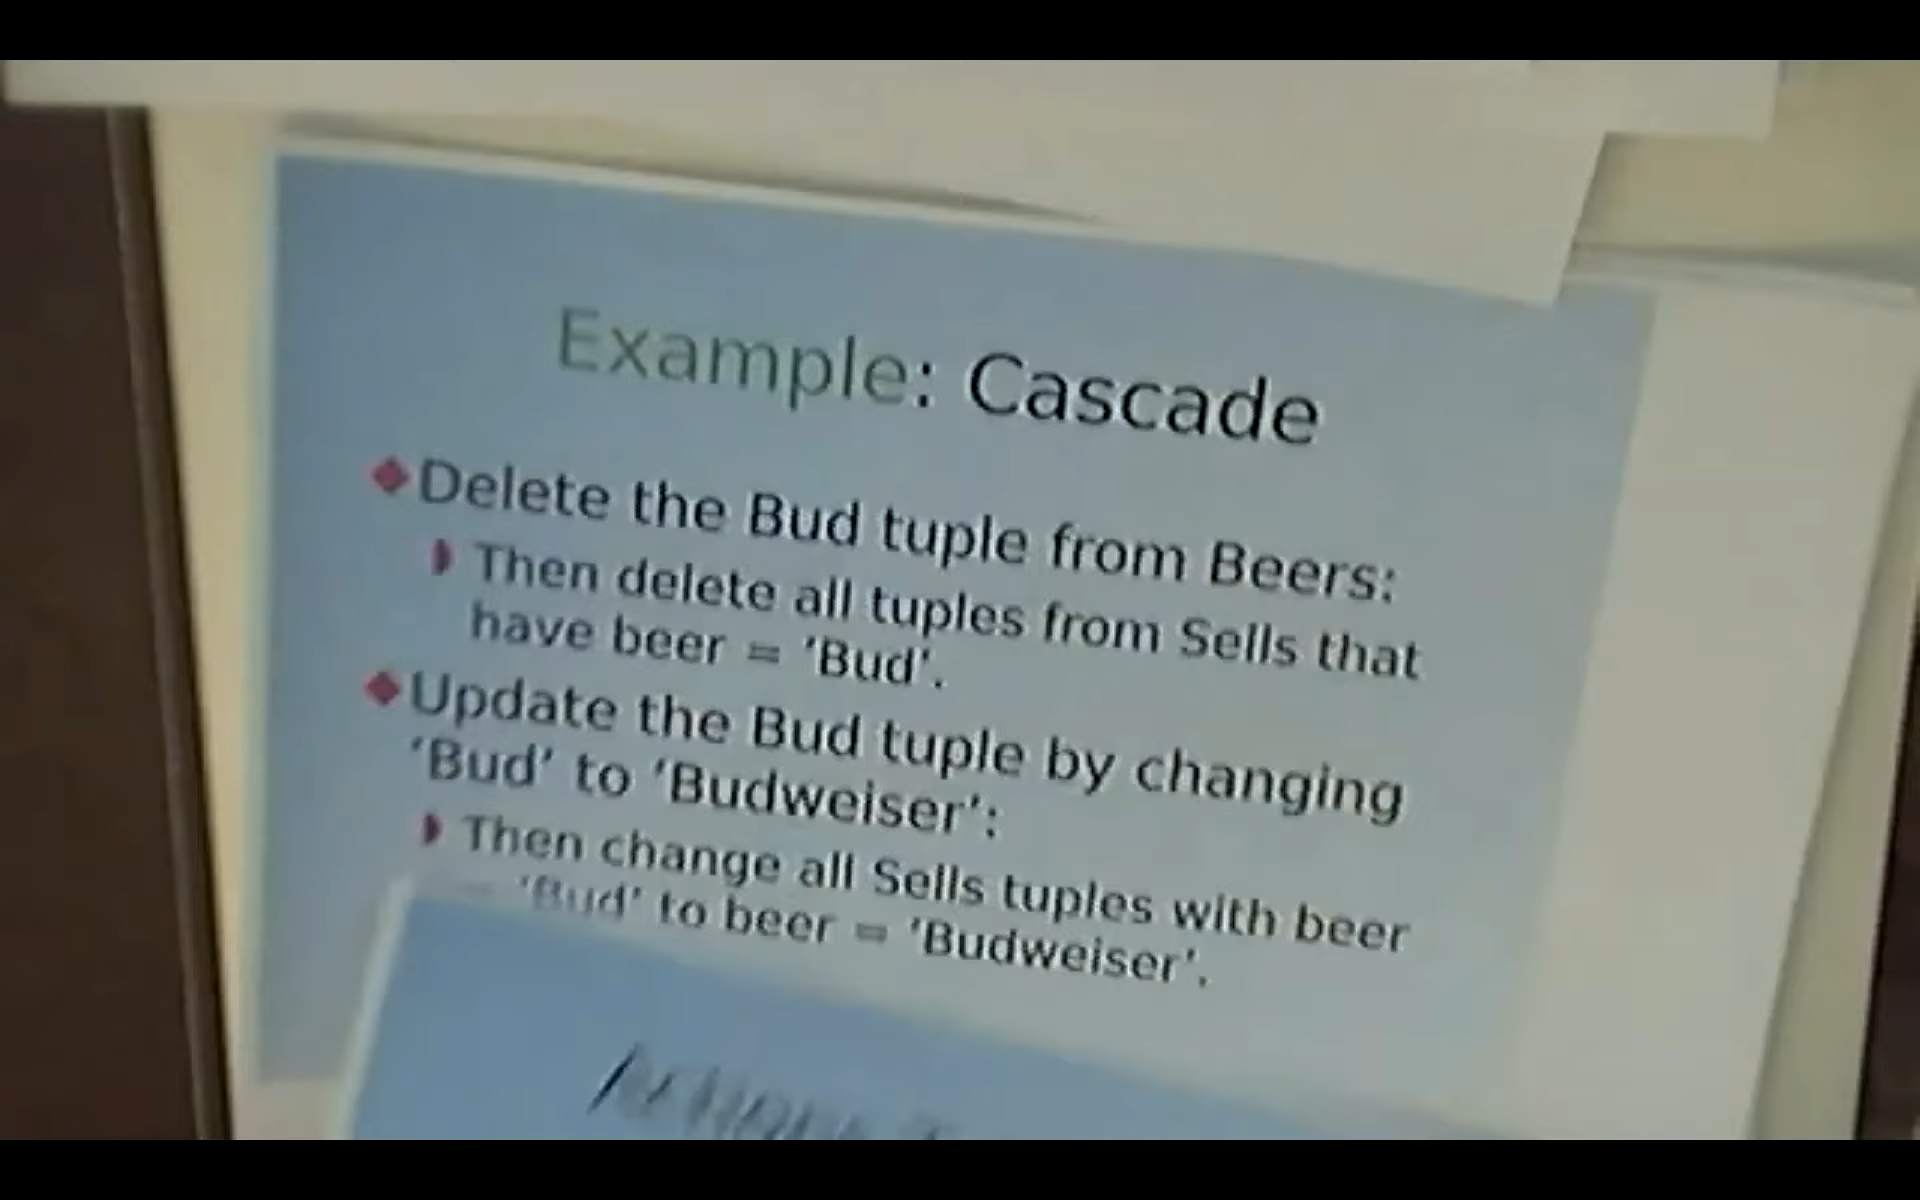 Example: Cascade
◆Delete the Bud tuple from Beers:
Then delete all tuples from Sells that
have beer = ‘Bud’.
◆Update the Bud tuple by changing
‘Bud’ to ‘Budweiser’:
Then change all Sells tuples with beer
= ‘Bud’ to beer = ‘Budweiser’.